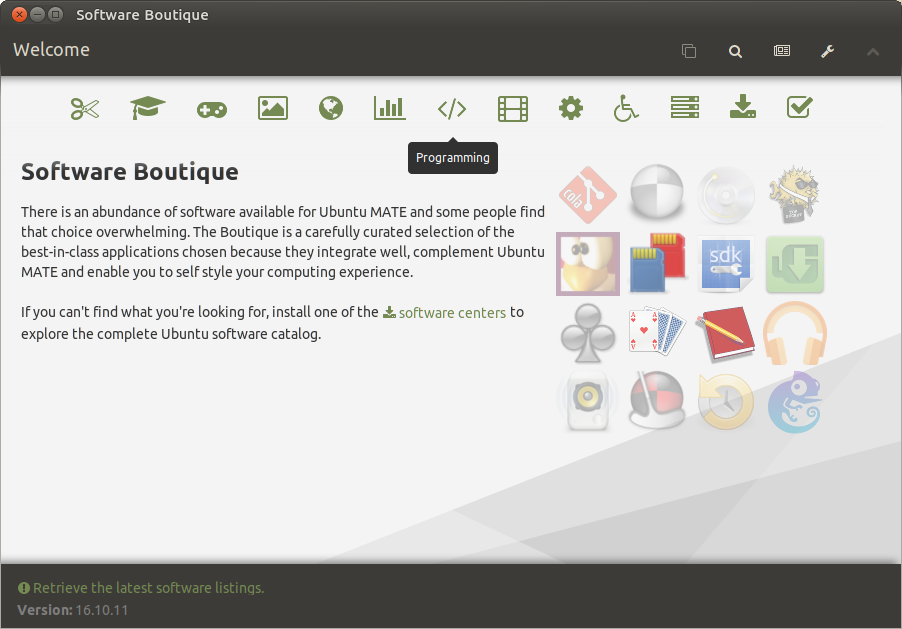 Software Boutique
Welcome
Programming
Software Boutique
There is an abundance of software available for Ubuntu MATE and some people find
that choice overwhelming. The Boutique is a carefully curated selection of the
best-in-class applications chosen because they integrate well, complement Ubuntu
MATE and enable you to self style your computing experience.
If you can't find what you're looking for, install one of the software centers to
explore the complete Ubuntu software catalog.
cola
sdk
Retrieve the latest software listings.
Version: 16.10.11